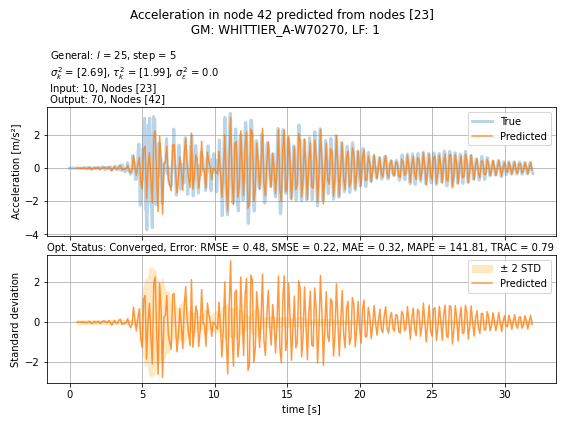 Acceleration in node 42 predicted from nodes [23]
GM: WHITTIER_A-W70270, LF: 1
General: l = 25, step = 5
σ²ₖ = [2.69], τ²ₖ = [1.99], σ²ε = 0.0
Input: 10, Nodes [23]
Output: 70, Nodes [42]
Acceleration [m/s²]
2
0
−2
−4
True
Predicted
Opt. Status: Converged, Error: RMSE = 0.48, SMSE = 0.22, MAE = 0.32, MAPE = 141.81, TRAC = 0.79
Standard deviation
2
0
−2
± 2 STD
Predicted
0 5 10 15 20 25 30
time [s]